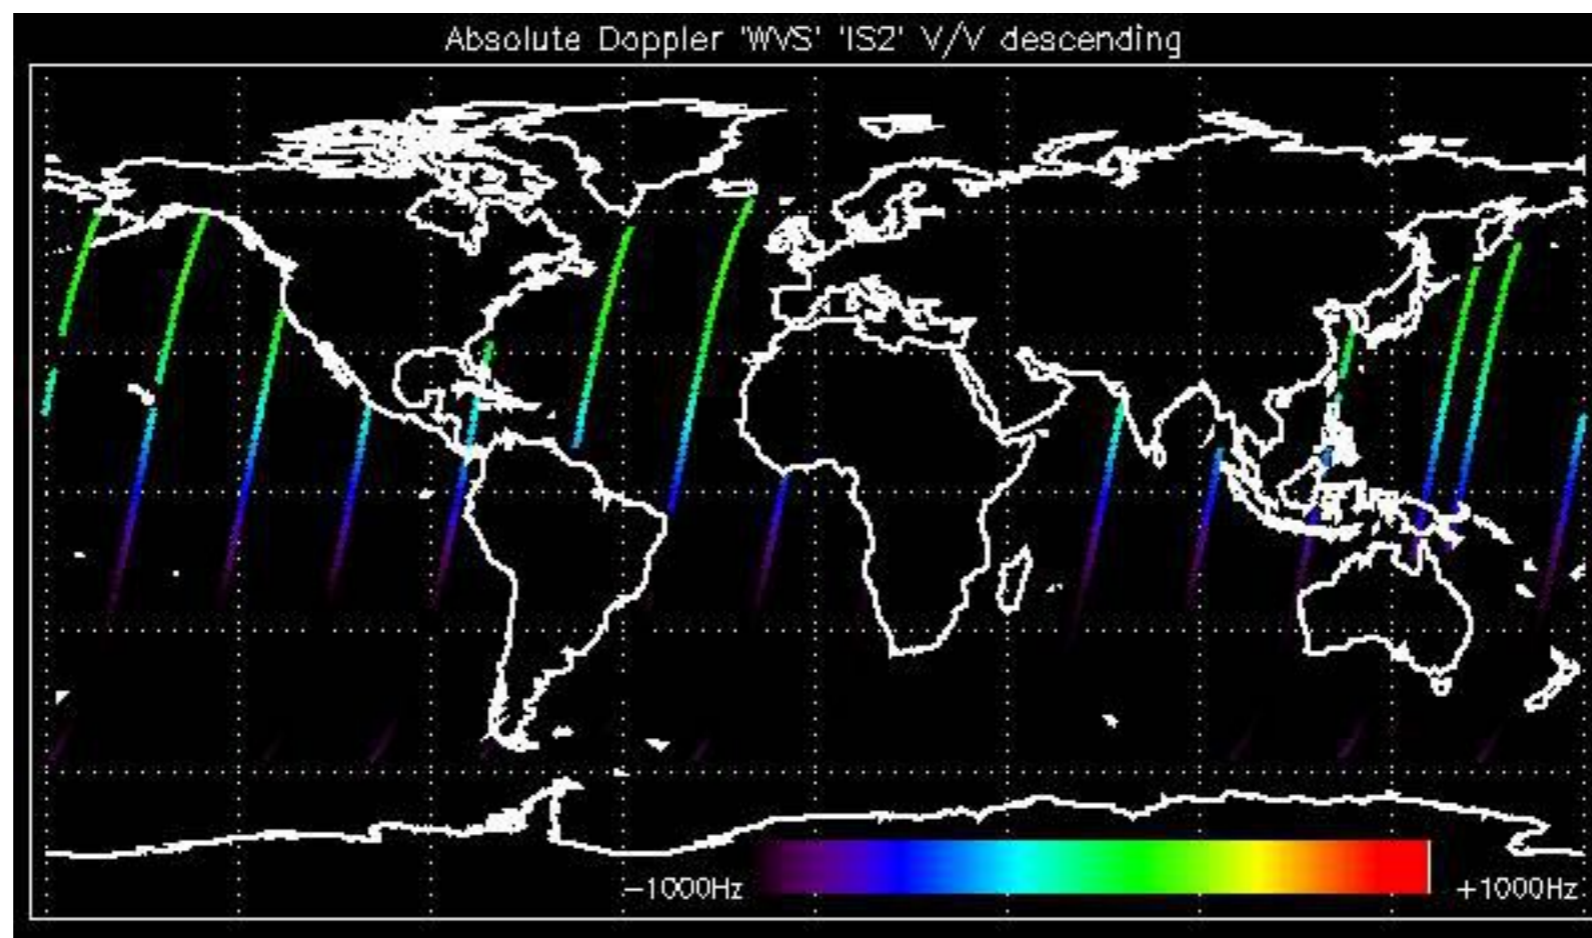 Absolute Doppler 'WVS' 'IS2' V/V descending
−1000Hz +1000Hz